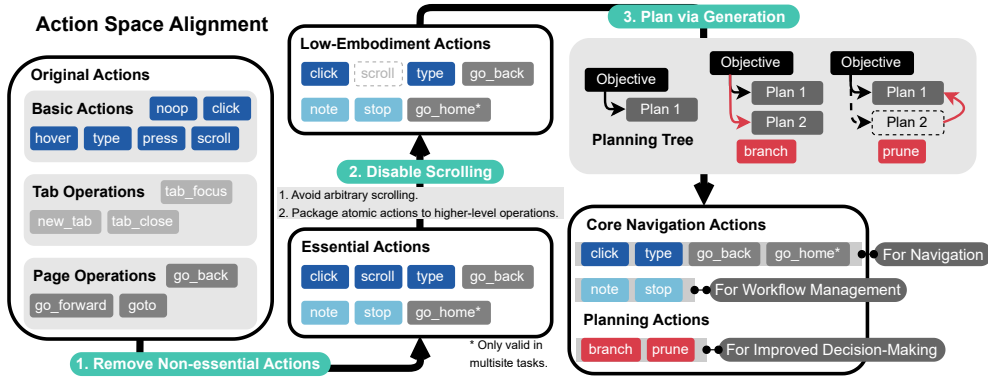 Action Space Alignment
Original Actions
Basic Actions noop click
hover type press scroll
Tab Operations tab_focus
new_tab tab_close
Page Operations go_back
go_forward goto
1. Remove Non-essential Actions
Essential Actions
click scroll type go_back
note stop go_home*
* Only valid in
multisite tasks.
2. Disable Scrolling
1. Avoid arbitrary scrolling.
2. Package atomic actions to higher-level operations.
Low-Embodiment Actions
click scroll type go_back
note stop go_home*
3. Plan via Generation
Objective
Plan 1
Planning Tree
Objective
Plan 1
Plan 2
branch
Objective
Plan 1
Plan 2
prune
Core Navigation Actions
click type go_back go_home* For Navigation
note stop For Workflow Management
Planning Actions
branch prune For Improved Decision-Making